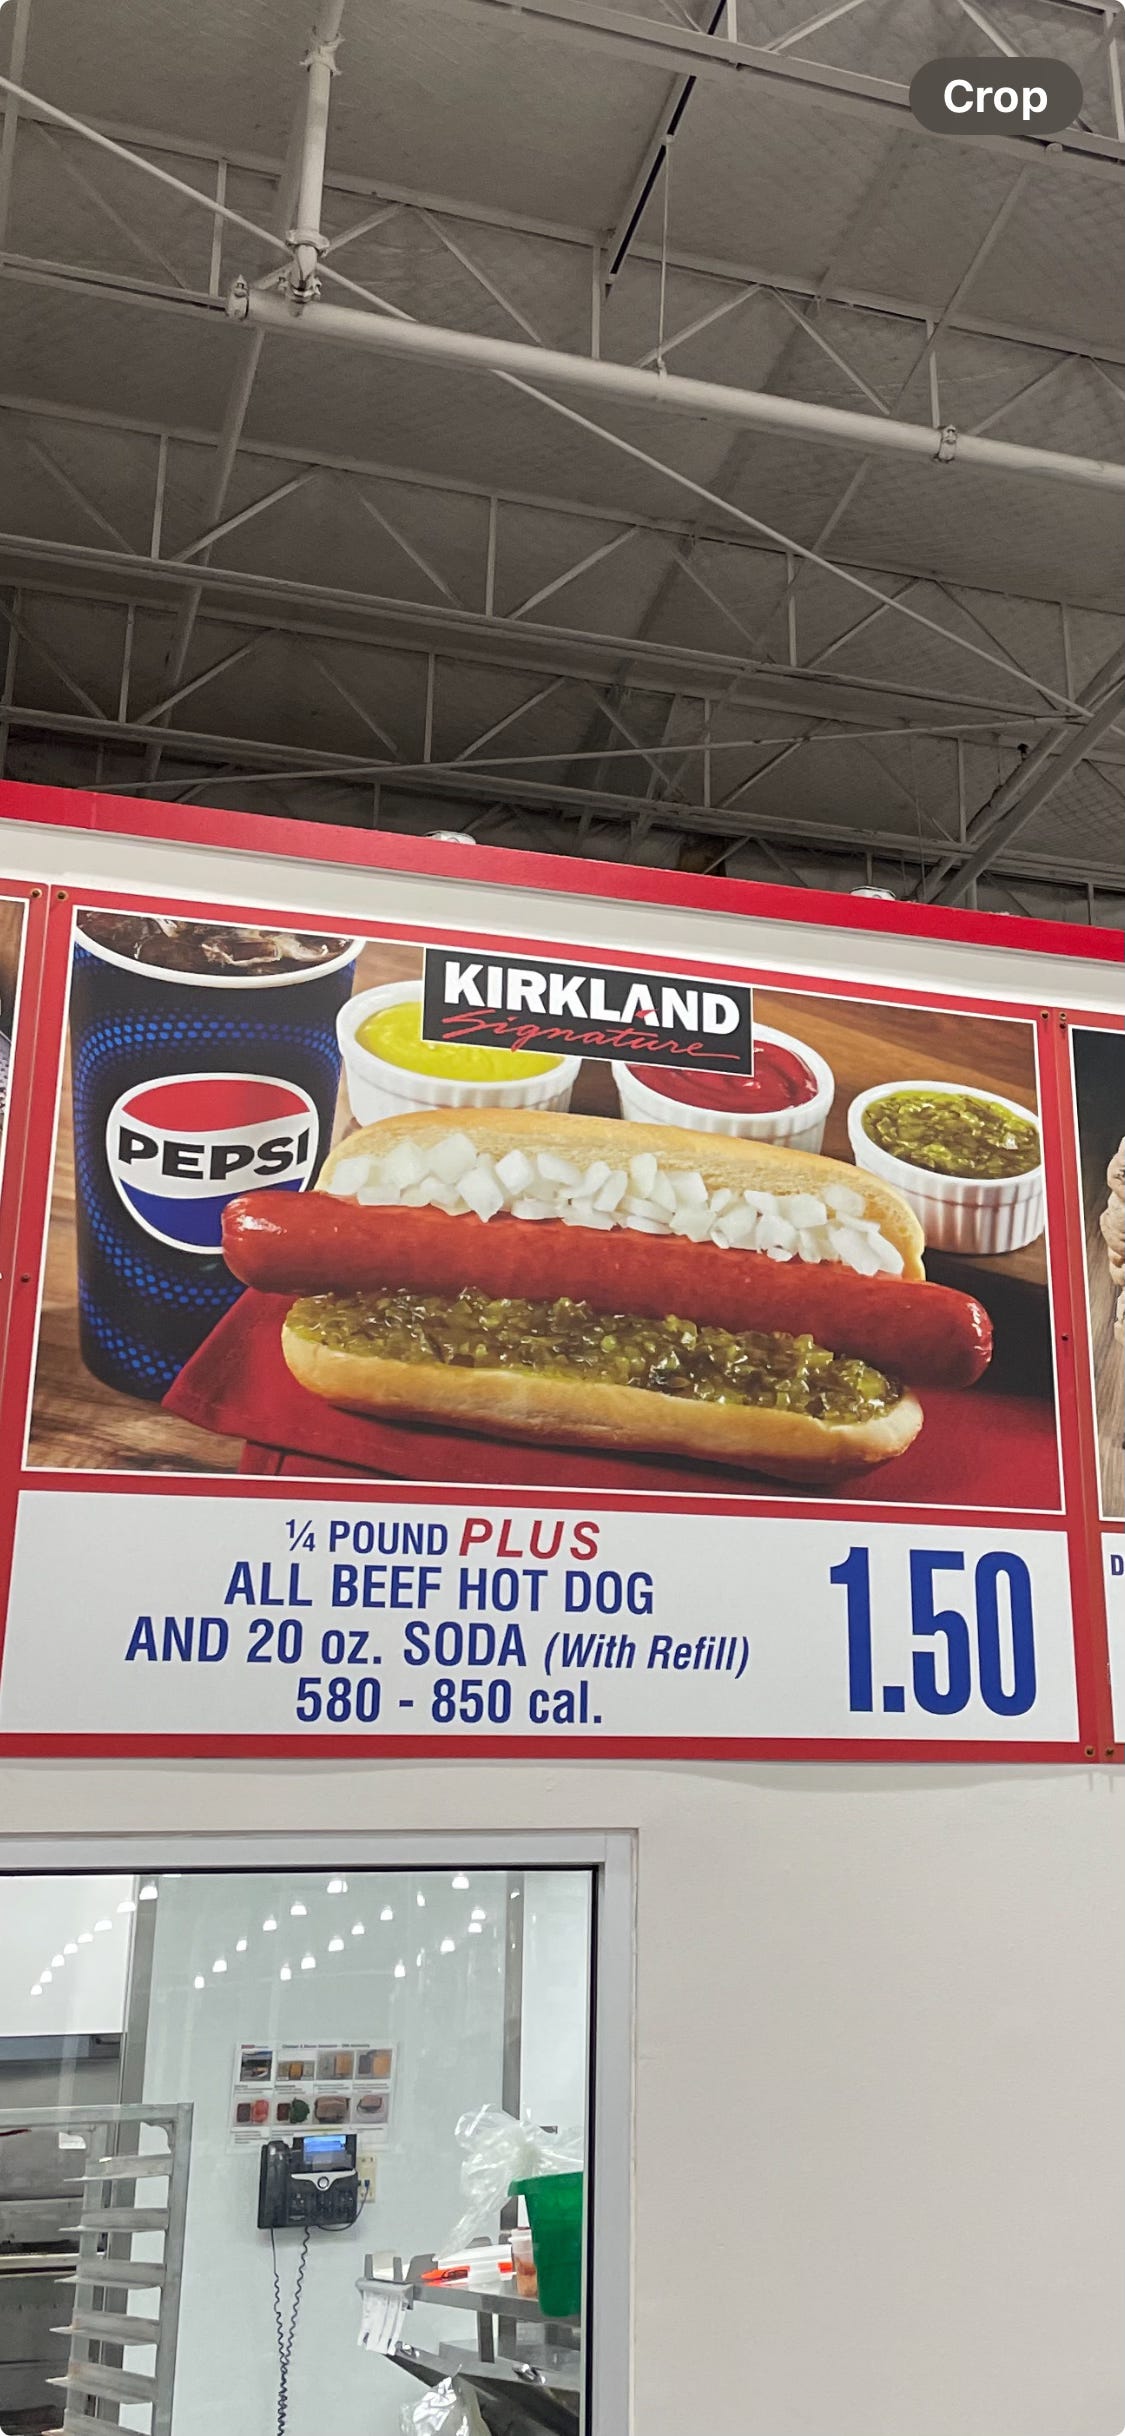 Crop
KIRKLAND
Signature
PEPSI
¼ POUND PLUS
ALL BEEF HOT DOG
AND 20 oz. SODA (With Refill)
580 - 850 cal.
1.50
D